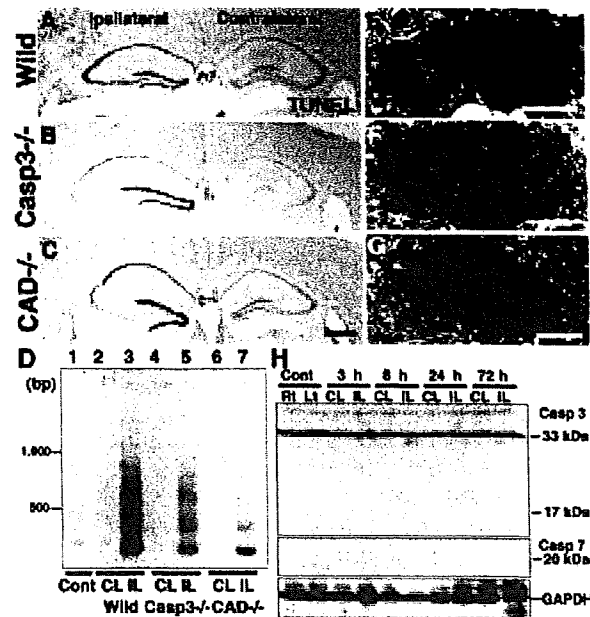 A Ipsilateral Contralateral
Wild
TUNEL
B
Casp3-/-
C
G
CAD-/-
D 1 2 3 4 5 6 7
(bp)
1,000
500
Cont CL IL CL IL CL IL
Wild Casp3-/- CAD-/-
H
Cont 3 h 8 h 24 h 72 h
Rt Lt CL IL CL IL CL IL CL IL
Casp 3
33 kDa
17 kDa
Casp 7
20 kDa
GAPDH